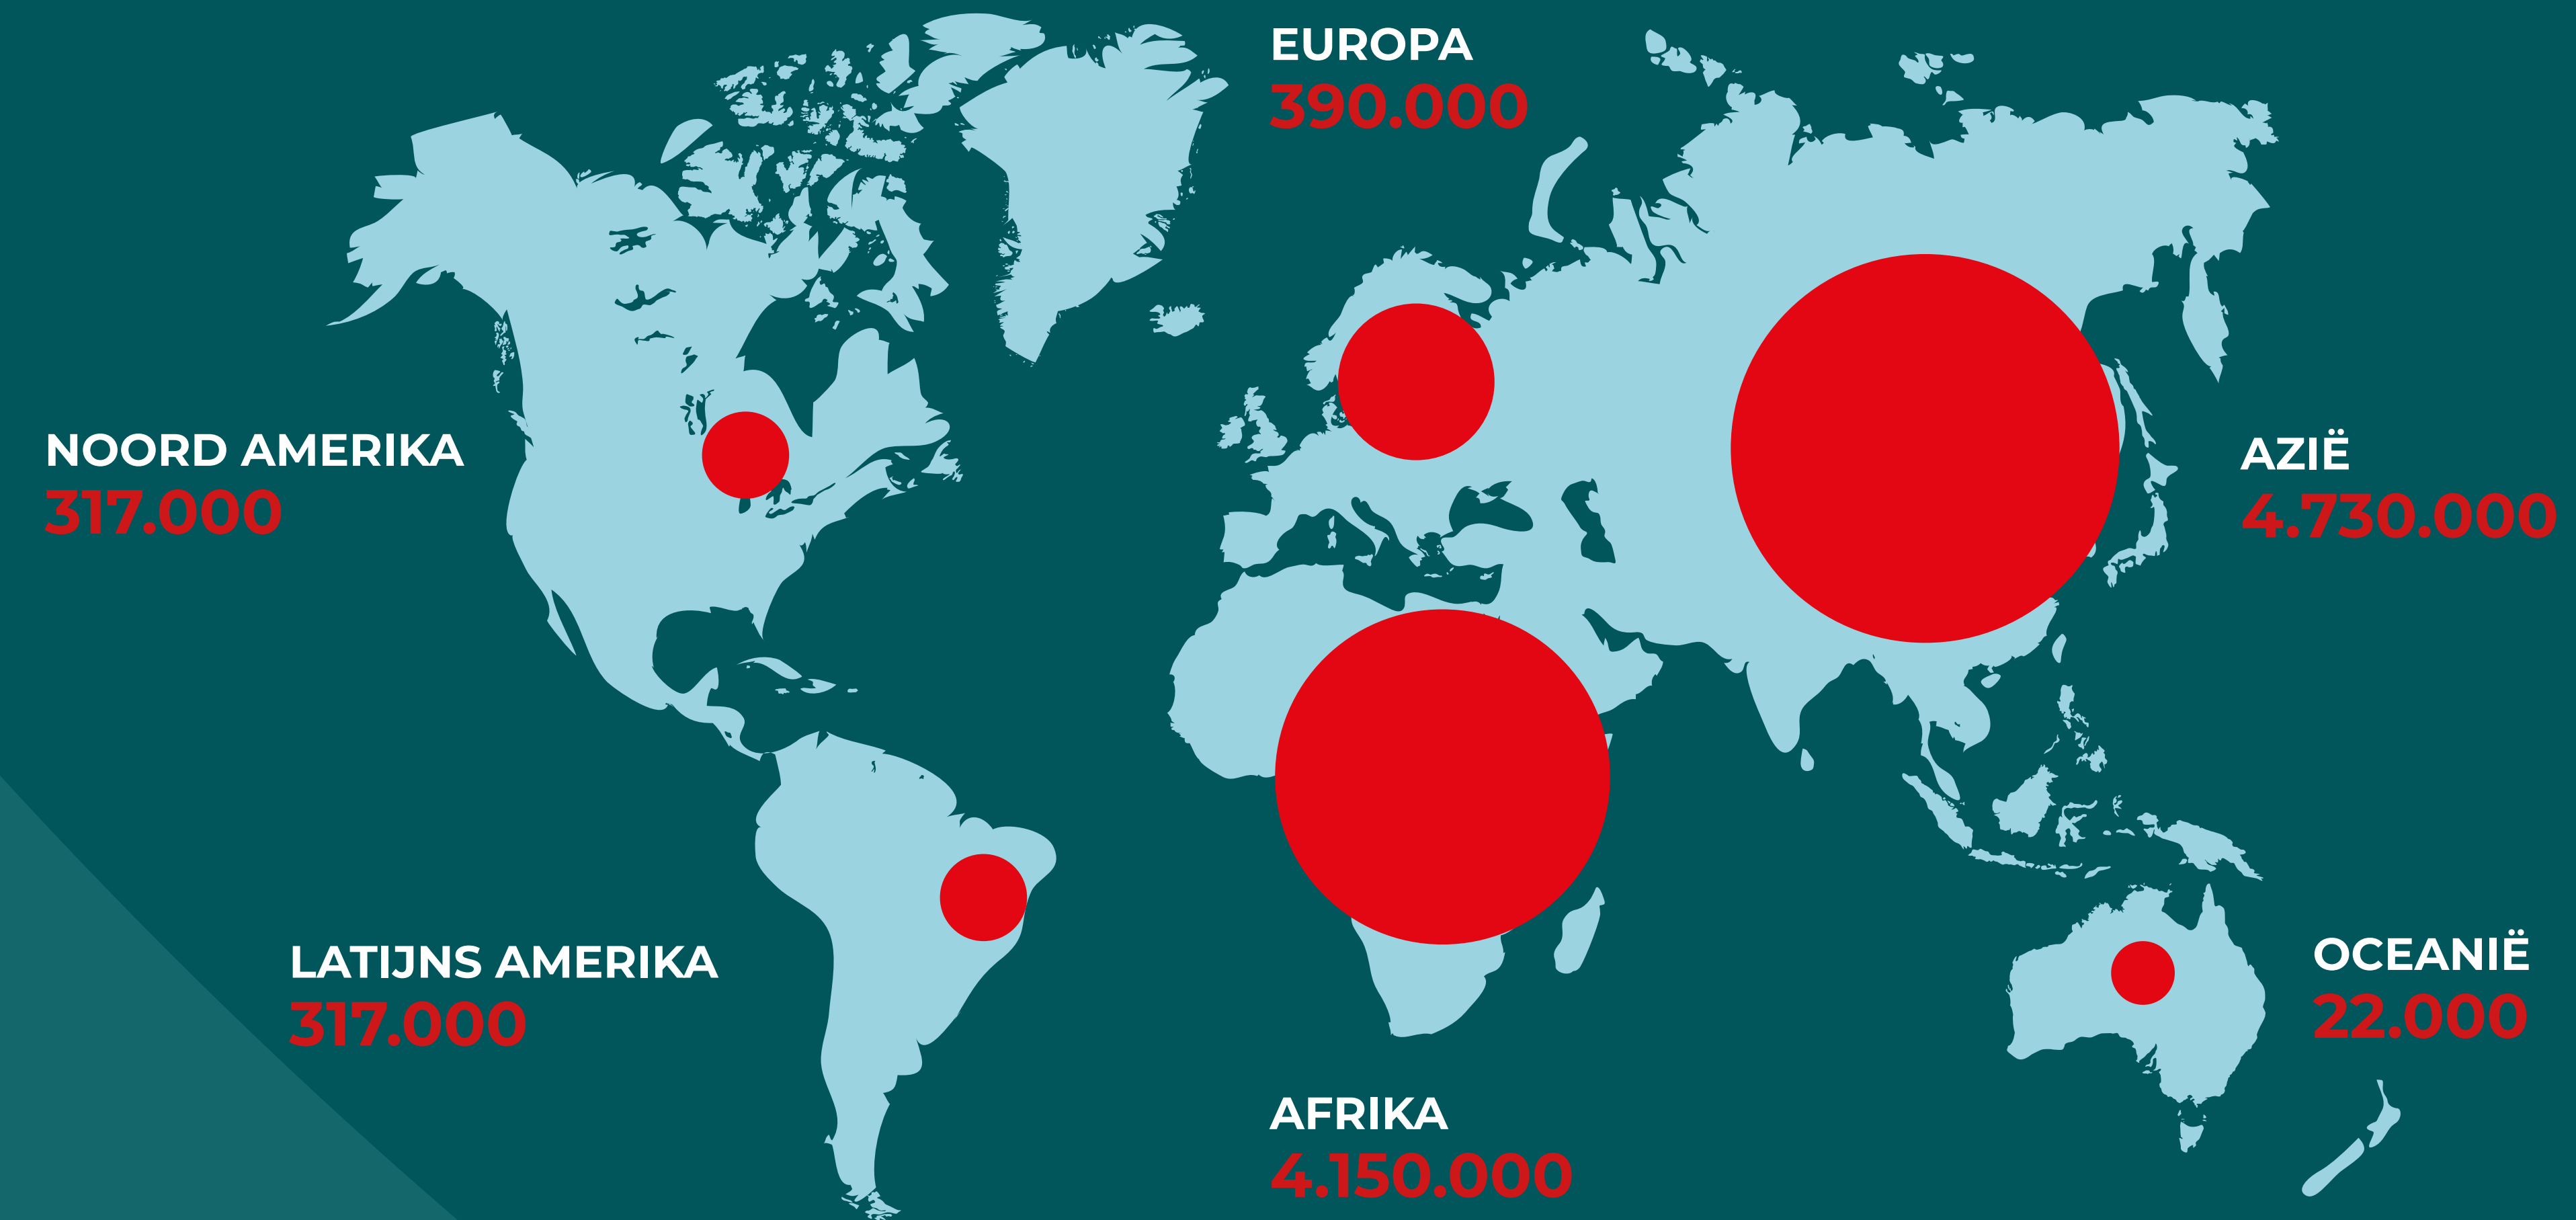 EUROPA
390.000
NOORD AMERIKA
317.000
AZIË
4.730.000
LATIJNS AMERIKA
317.000
OCEANIË
22.000
AFRIKA
4.150.000